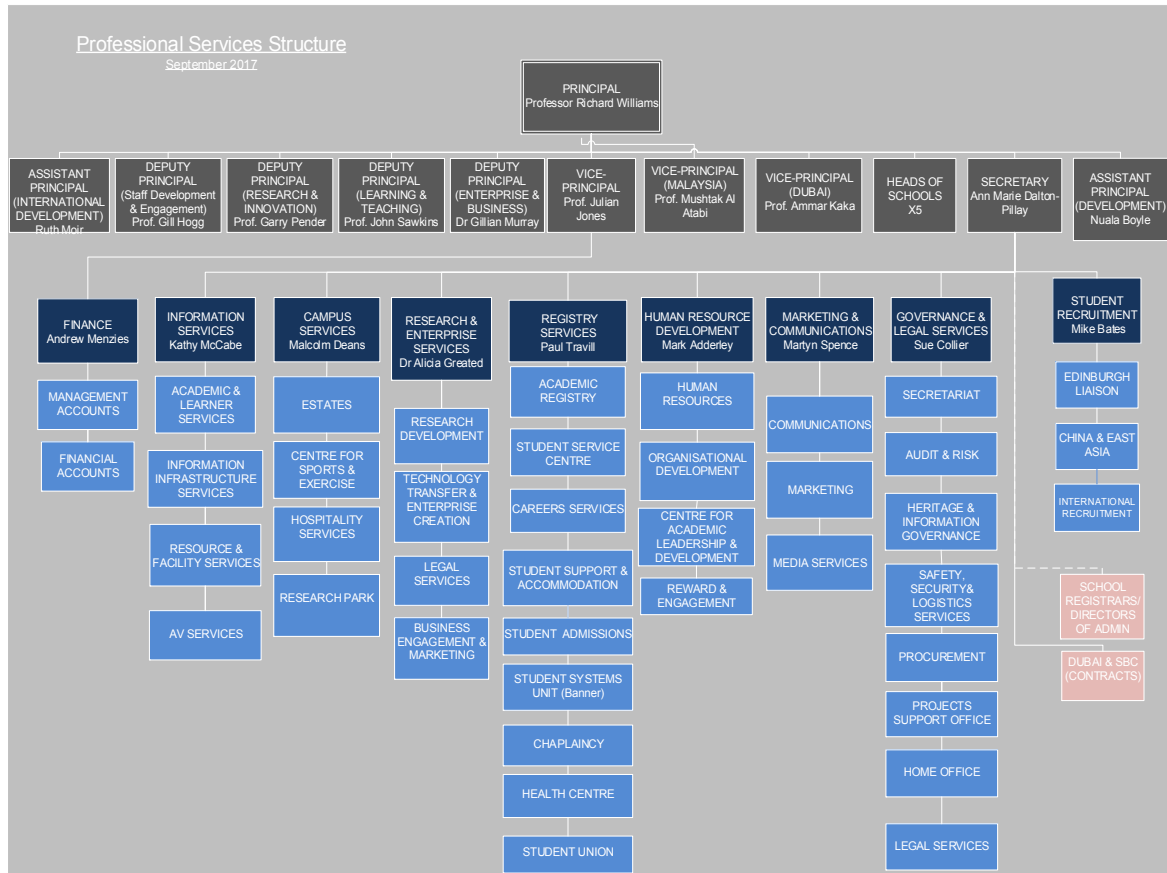 Professional Services Structure
September 2017
PRINCIPAL
Professor Richard Williams
ASSISTANT
PRINCIPAL
(INTERNATIONAL
DEVELOPMENT)
Ruth Moir
DEPUTY
PRINCIPAL
(Staff Development
& Engagement)
Prof. Gill Hogg
DEPUTY
PRINCIPAL
(RESEARCH &
INNOVATION)
Prof. Garry Pender
DEPUTY
PRINCIPAL
(LEARNING &
TEACHING)
Prof. John Sawkins
DEPUTY
PRINCIPAL
(ENTERPRISE &
BUSINESS)
Dr Gillian Murray
VICE-
PRINCIPAL
Prof. Julian
Jones
VICE-PRINCIPAL
(MALAYSIA)
Prof. Mushtak Al
Atabi
VICE-PRINCIPAL
(DUBAI)
Prof. Ammar Kaka
HEADS OF
SCHOOLS
X5
SECRETARY
Ann Marie Dalton-
Pillay
ASSISTANT
PRINCIPAL
(DEVELOPMENT)
Nuala Boyle
FINANCE
Andrew Menzies
MANAGEMENT
ACCOUNTS
FINANCIAL
ACCOUNTS
INFORMATION
SERVICES
Kathy McCabe
ACADEMIC &
LEARNER
SERVICES
INFORMATION
INFRASTRUCTURE
SERVICES
RESOURCE &
FACILITY SERVICES
AV SERVICES
CAMPUS
SERVICES
Malcolm Deans
ESTATES
CENTRE FOR
SPORTS &
EXERCISE
HOSPITALITY
SERVICES
RESEARCH PARK
RESEARCH &
ENTERPRISE
SERVICES
Dr Alicia Greated
RESEARCH
DEVELOPMENT
TECHNOLOGY
TRANSFER &
ENTERPRISE
CREATION
LEGAL
SERVICES
BUSINESS
ENGAGEMENT &
MARKETING
REGISTRY
SERVICES
Paul Travill
ACADEMIC
REGISTRY
STUDENT SERVICE
CENTRE
CAREERS SERVICES
STUDENT SUPPORT &
ACCOMMODATION
STUDENT ADMISSIONS
STUDENT SYSTEMS
UNIT (Banner)
CHAPLAINCY
HEALTH CENTRE
STUDENT UNION
HUMAN RESOURCE
DEVELOPMENT
Mark Adderley
HUMAN
RESOURCES
ORGANISATIONAL
DEVELOPMENT
CENTRE FOR
ACADEMIC
LEADERSHIP &
DEVELOPMENT
REWARD &
ENGAGEMENT
MARKETING &
COMMUNICATIONS
Martyn Spence
COMMUNICATIONS
MARKETING
MEDIA SERVICES
GOVERNANCE &
LEGAL SERVICES
Sue Collier
SECRETARIAT
AUDIT & RISK
HERITAGE &
INFORMATION
GOVERNANCE
SAFETY,
SECURITY&
LOGISTICS
SERVICES
PROCUREMENT
PROJECTS
SUPPORT OFFICE
HOME OFFICE
LEGAL SERVICES
STUDENT
RECRUITMENT
Mike Bates
EDINBURGH
LIAISON
CHINA & EAST
ASIA
INTERNATIONAL
RECRUITMENT
SCHOOL
REGISTRARS/
DIRECTORS
OF ADMIN
DUBAI & SBC
(CONTRACTS)